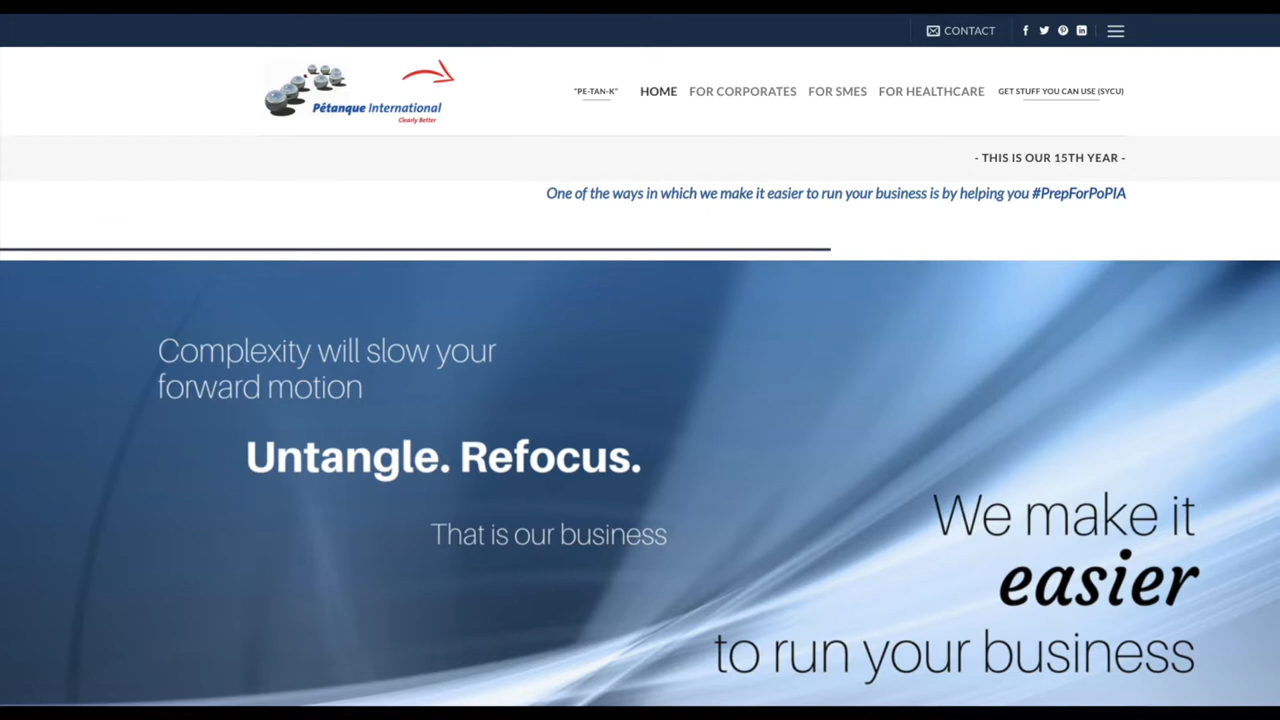 CONTACT
Pétanque International
Clearly Better
"PE-TAN-K" HOME FOR CORPORATES FOR SMES FOR HEALTHCARE GET STUFF YOU CAN USE (SYCU)
- THIS IS OUR 15TH YEAR -
One of the ways in which we make it easier to run your business is by helping you #PrepForPoPIA
Complexity will slow your
forward motion
Untangle. Refocus.
That is our business
We make it
easier
to run your business